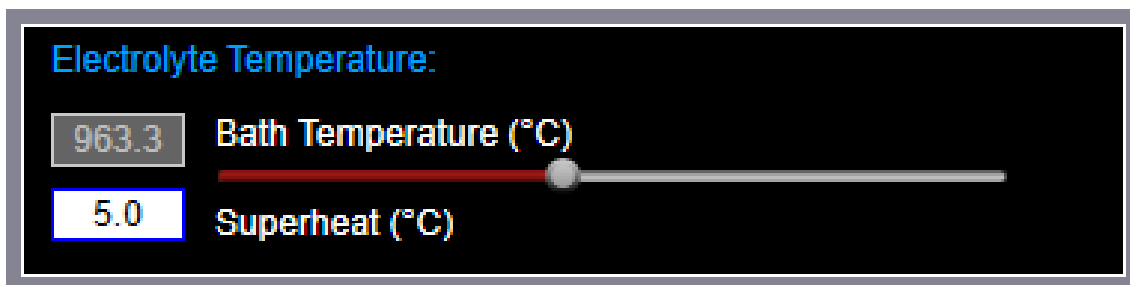 Electrolyte Temperature:
963.3 Bath Temperature (°C)
5.0 Superheat (°C)